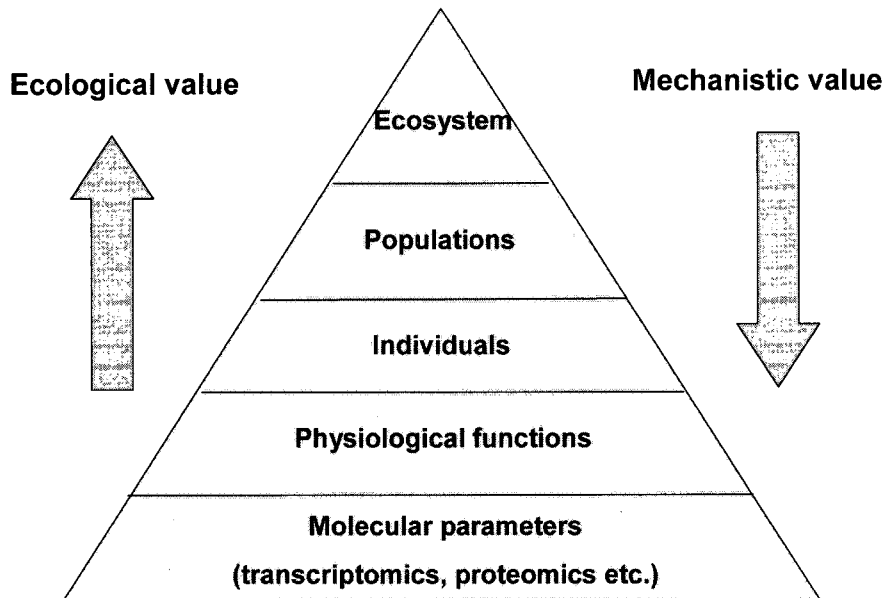 Ecological value
Mechanistic value
Ecosystem
Populations
Individuals
Physiological functions
Molecular parameters
(transcriptomics, proteomics etc.)